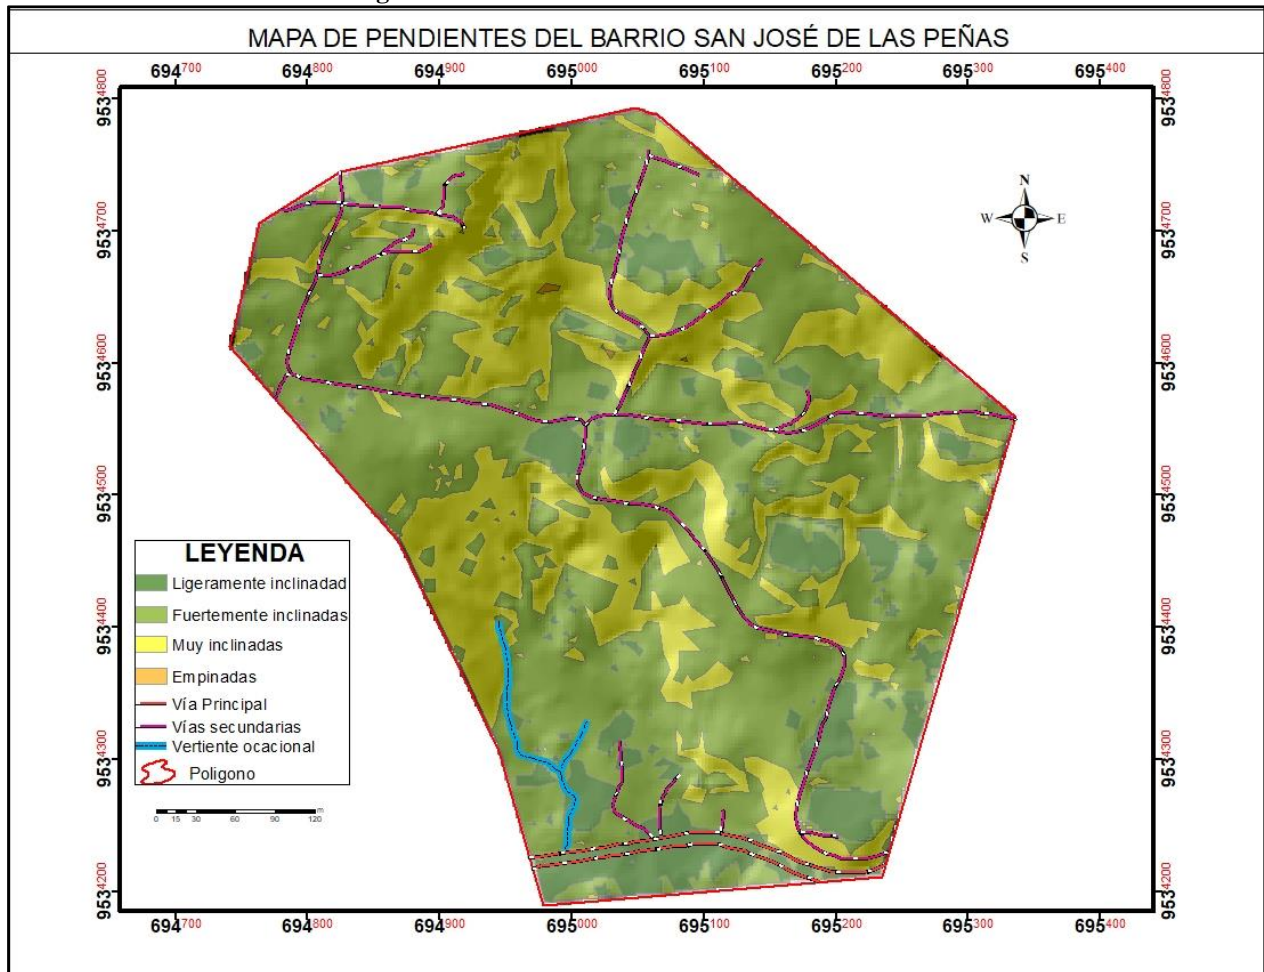 MAPA DE PENDIENTES DEL BARRIO SAN JOSÉ DE LAS PEÑAS
694700 694800 694900 695000 695100 695200 695300 695400
9534800 9534800
N
W E
S
9534700 9534700
9534600 9534600
9534500 9534500
LEYENDA
Ligeramente inclinadad
Fuertemente inclinadas
Muy inclinadas
Empinadas
Vía Principal
Vías secundarias
Vertiente ocacional
Poligono
9534400 9534400
9534300 9534300
0 15 30 60 90 120 m
9534200 9534200
694700 694800 694900 695000 695100 695200 695300 695400